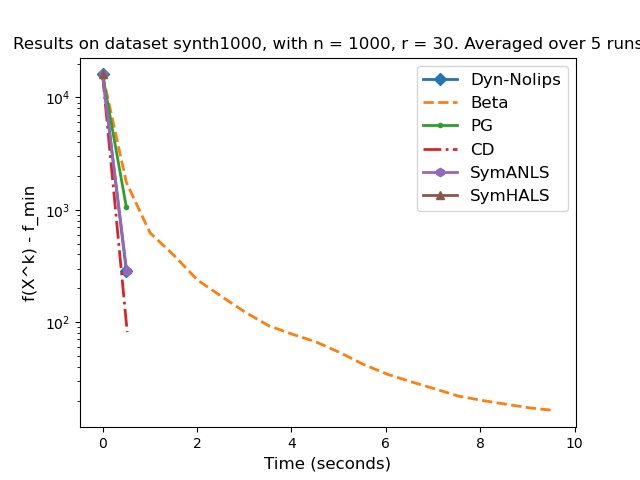 Results on dataset synth1000, with n = 1000, r = 30. Averaged over 5 runs
Dyn-Nolips
Beta
PG
CD
SymANLS
SymHALS
f(X^k) - f_min
10^4
10^3
10^2
0 2 4 6 8 10
Time (seconds)